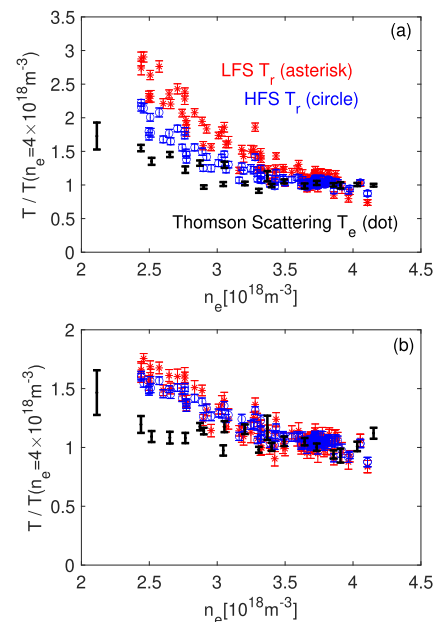 3.5
(a)
3
LFS T_r (asterisk)
2.5
HFS T_r (circle)
2
1.5
1
0.5
Thomson Scattering T_e (dot)
0
2 2.5 3 3.5 4 4.5
n_e[10^18m^-3]
T / T(n_e=4×10^18m^-3)
2
(b)
1.5
1
0.5
0
2 2.5 3 3.5 4 4.5
n_e[10^18m^-3]
T / T(n_e=4×10^18m^-3)